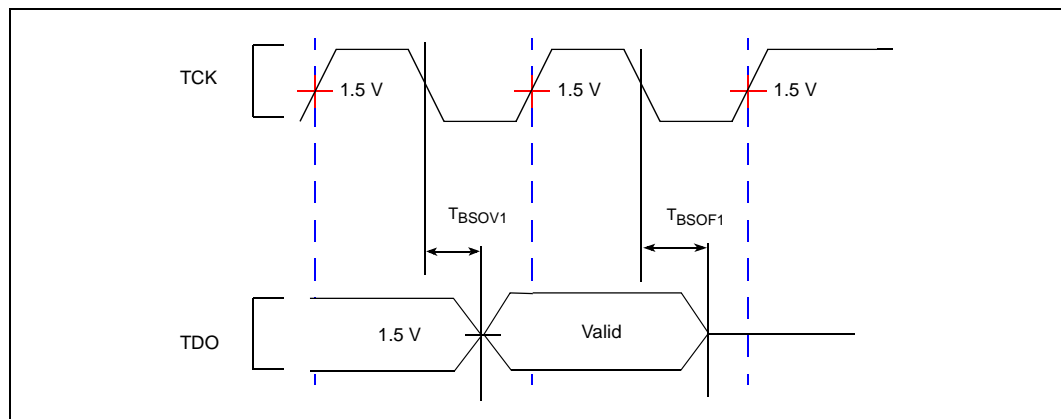 TCK
1.5 V 1.5 V 1.5 V
TBSOV1 TBSOF1
TDO
1.5 V Valid